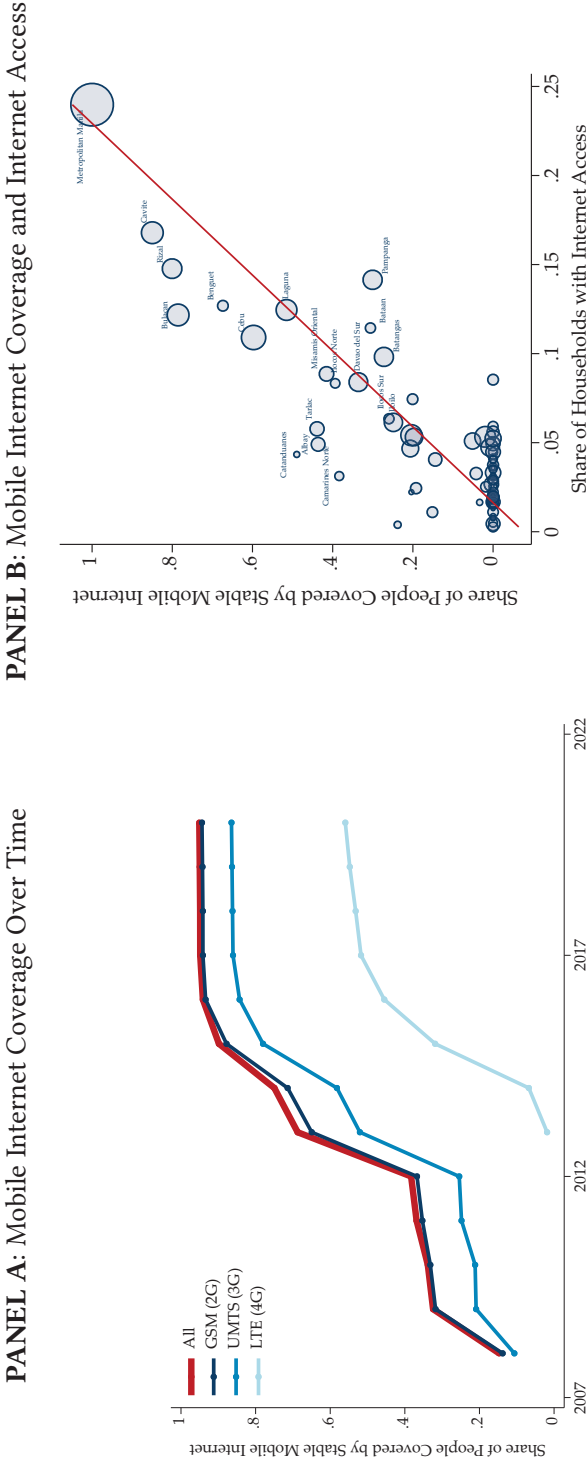 PANEL A: Mobile Internet Coverage Over Time
Share of People Covered by Stable Mobile Internet
1
.8
.6
.4
.2
0
2007
2012
2017
2022
All
GSM (2G)
UMTS (3G)
LTE (4G)
PANEL B: Mobile Internet Coverage and Internet Access
Share of People Covered by Stable Mobile Internet
1
.8
.6
.4
.2
0
0
.05
.1
.15
.2
.25
Share of Households with Internet Access
Metropolitan Manila
Cavite
Rizal
Bulacan
Benguet
Laguna
Cebu
Pampanga
Misamis Oriental
Ilocos Norte
Bataan
Davao del Sur
Batangas
Tarlac
Albay
Catanduanes
Ilocos Sur
Camarines Norte